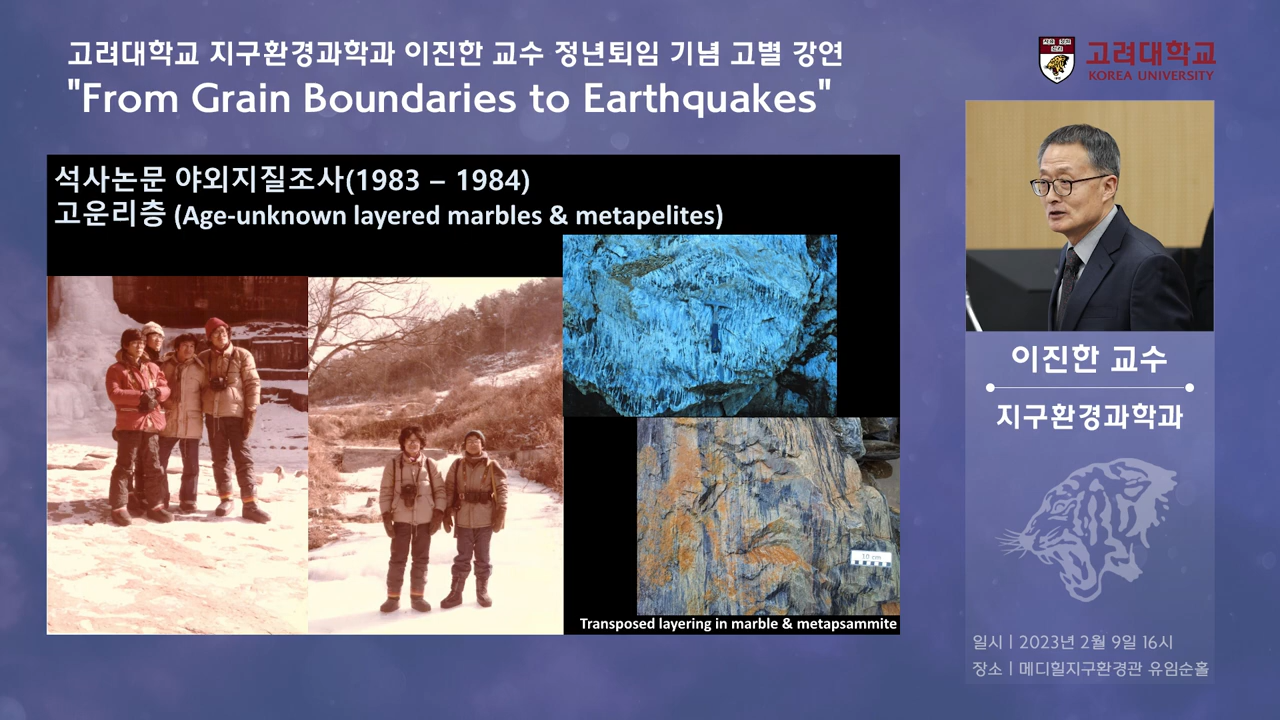 고려대학교 지구환경과학과 이진한 교수 정년퇴임 기념 고별 강연
"From Grain Boundaries to Earthquakes"
고려대학교
KOREA UNIVERSITY
석사논문 야외지질조사(1983 – 1984)
고운리층 (Age-unknown layered marbles & metapelites)
10 cm
Transposed layering in marble & metapsammite
이진한 교수
지구환경과학과
일시 | 2023년 2월 9일 16시
장소 | 메디힐지구환경관 유임순홀